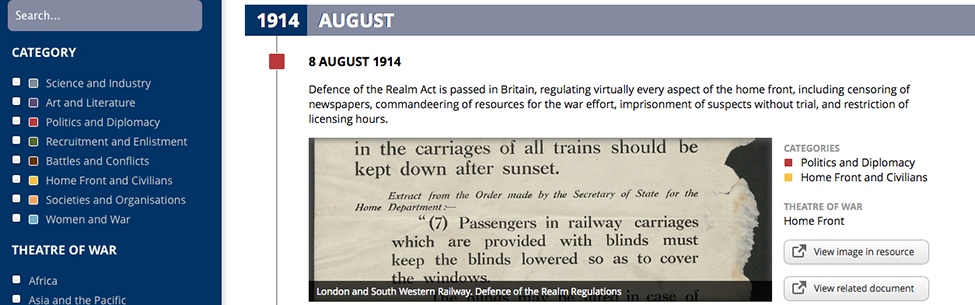 Search...
CATEGORY
Science and Industry
Art and Literature
Politics and Diplomacy
Recruitment and Enlistment
Battles and Conflicts
Home Front and Civilians
Societies and Organisations
Women and War
THEATRE OF WAR
Africa
Asia and the Pacific
1914 AUGUST
8 AUGUST 1914
Defence of the Realm Act is passed in Britain, regulating virtually every aspect of the home front, including censoring of
newspapers, commandeering of resources for the war effort, imprisonment of suspects without trial, and restriction of
licensing hours.
in the carriages of all trains should be
kept down after sunset.
Extract from the Order made by the Secretary of State for the
Home Department:—
“(7) Passengers in railway carriages
which are provided with blinds must
keep the blinds lowered so as to cover
the windows.
London and South Western Railway, Defence of the Realm Regulations
CATEGORIES
Politics and Diplomacy
Home Front and Civilians
THEATRE OF WAR
Home Front
View image in resource
View related document